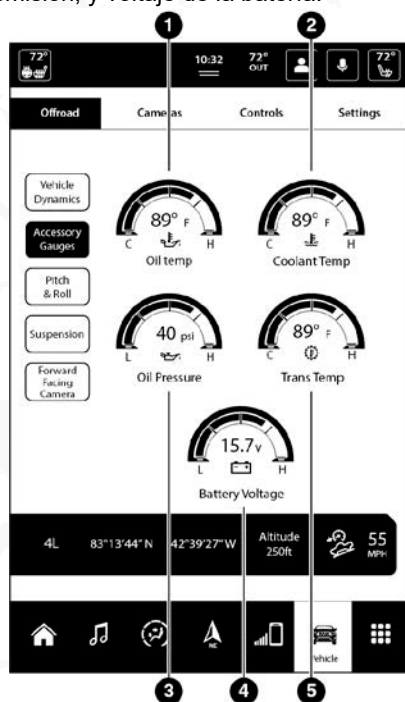 misión, y voltaje de la batería.
1 2
72° 10:32 72° OUT 72°
Offroad Cameras Controls Settings
Vehicle
Dynamics
Accessory
Gauges
Pitch
& Roll
Suspension
Forward
Facing
Camera
89° F
C H
Oil temp
89° F
C H
Coolant Temp
40 psi
L H
Oil Pressure
89° F
C H
Trans Temp
15.7 v
L H
Battery Voltage
4L 83°13'44" N 42°39'27" W Altitude 250ft 55 MPH
NE
Vehicle
3 4 5